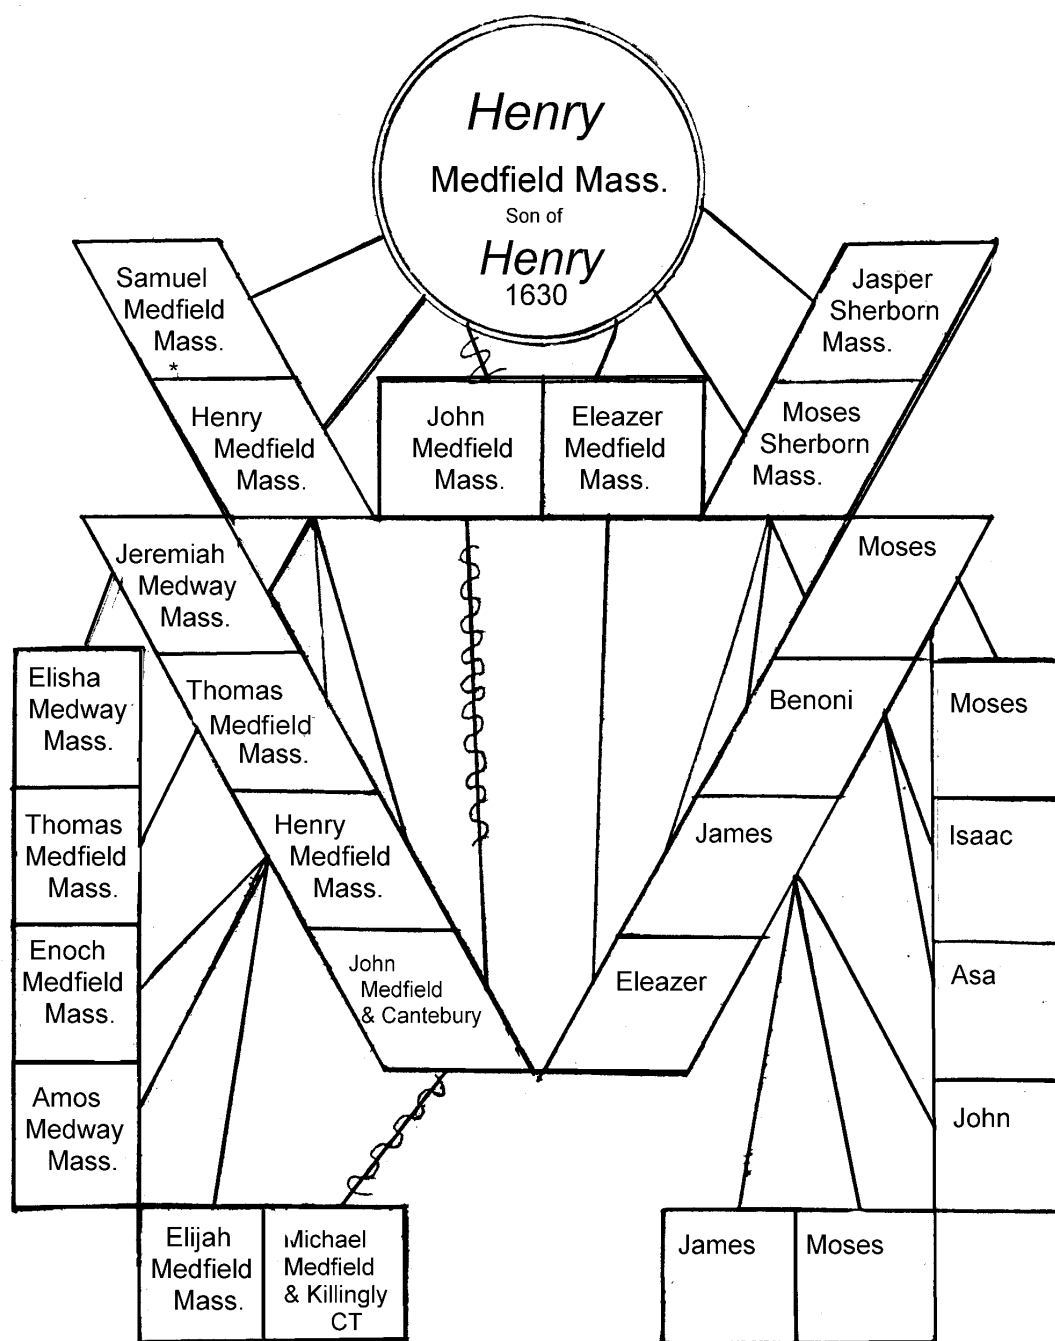 Henry
Medfield Mass.
Son of
Henry
1630
Samuel
Medfield
Mass.
*
Henry
Medfield
Mass.
John
Medfield
Mass.
Eleazer
Medfield
Mass.
Jasper
Sherborn
Mass.
Moses
Sherborn
Mass.
Jeremiah
Medway
Mass.
Thomas
Medfield
Mass.
Henry
Medfield
Mass.
John
Medfield
& Cantebury
Moses
Benoni
James
Eleazer
Elisha
Medway
Mass.
Thomas
Medfield
Mass.
Enoch
Medfield
Mass.
Amos
Medway
Mass.
Elijah
Medfield
Mass.
Michael
Medfield
& Killingly
CT
Moses
Isaac
Asa
John
James
Moses